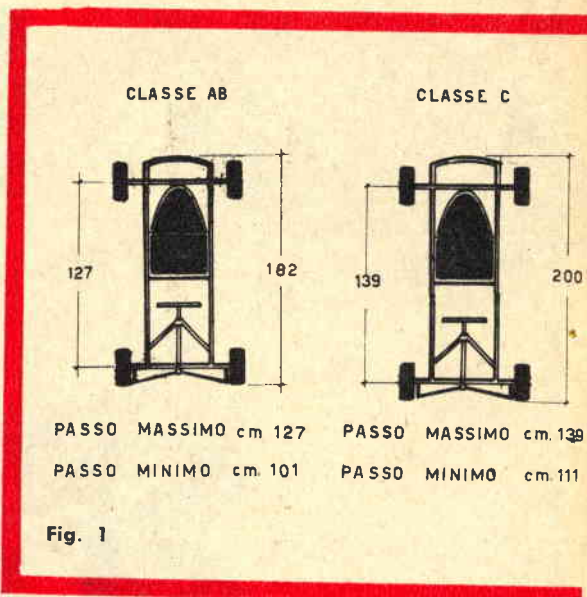 CLASSE AB
CLASSE C
127
182
139
200
PASSO MASSIMO cm 127
PASSO MINIMO cm 101
PASSO MASSIMO cm. 139
PASSO MINIMO cm 111
Fig. 1